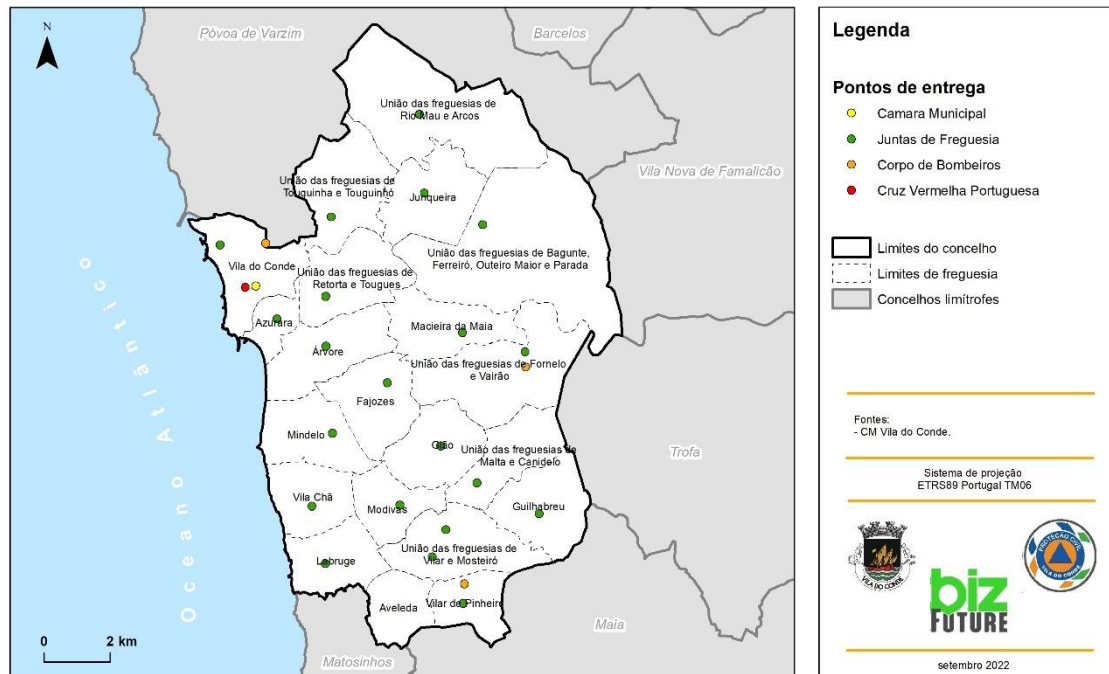 N
Póvoa de Varzim
Barcelos
União das freguesias de
Rio Mau e Arcos
Vila Nova de Famalicão
União das freguesias de
Touguinha e Touguinhó
Junqueira
União das freguesias de Bagunte,
Ferreiró, Outeiro Maior e Parada
Vila do Conde
União das freguesias de
Retorta e Tougues
Azurara
Macieira da Maia
Árvore
União das freguesias de Fornelo
e Vairão
Fajozes
Mindelo
Gião
União das freguesias de
Malta e Canidelo
Trofa
Vila Chã
Modivas
Guilhabreu
União das freguesias de
Vilar e Mosteiró
Labruge
Aveleda
Vilar de Pinheiro
Maia
Matosinhos
Oceano Atlântico
0 2 km
Legenda
Pontos de entrega
Camara Municipal
Juntas de Freguesia
Corpo de Bombeiros
Cruz Vermelha Portuguesa
Limites do concelho
Limites de freguesia
Concelhos limítrofes
Fontes:
- CM Vila do Conde.
Sistema de projeção
ETRS89 Portugal TM06
VILA DO CONDE
PROTEÇÃO CIVIL
VILA DO CONDE
biz
FUTURE
setembro 2022